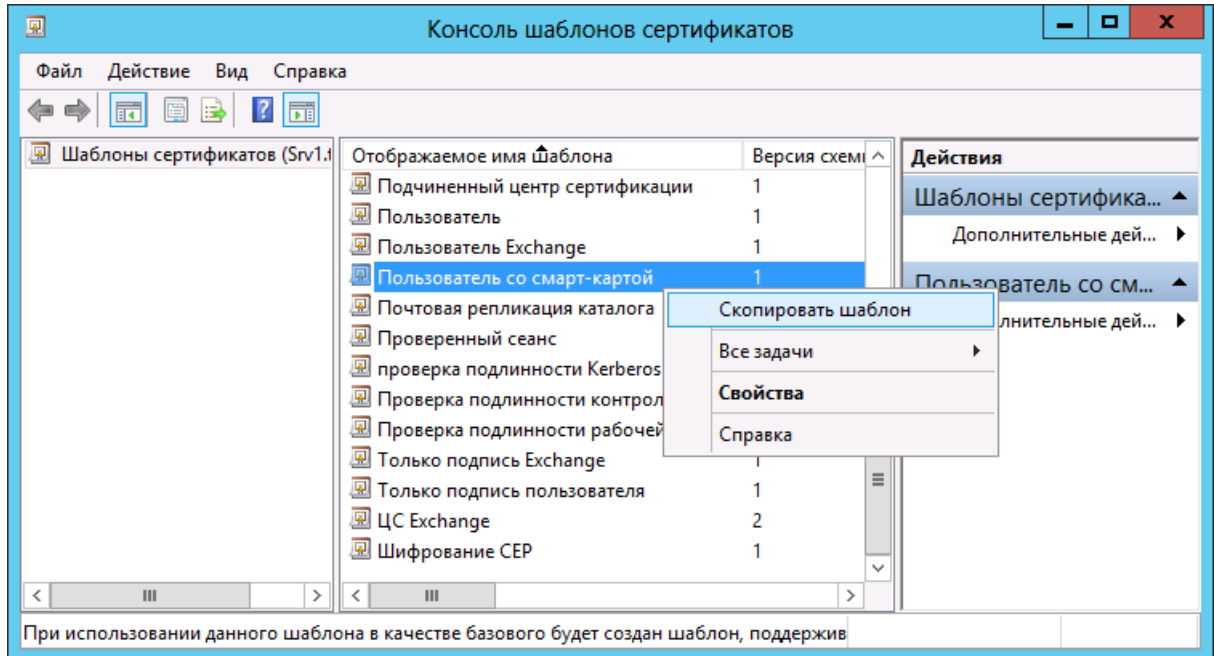 Консоль шаблонов сертификатов
Файл Действие Вид Справка
Шаблоны сертификатов (Srv1.f
Отображаемое имя шаблона Версия схемы
Подчиненный центр сертификации 1
Пользователь 1
Пользователь Exchange 1
Пользователь со смарт-картой 1
Почтовая репликация каталога
Проверенный сеанс
проверка подлинности Kerberos
Проверка подлинности контрол
Проверка подлинности рабочей
Только подпись Exchange 1
Только подпись пользователя 1
ЦС Exchange 2
Шифрование CEP 1
Скопировать шаблон
Все задачи
Свойства
Справка
Действия
Шаблоны сертифика...
Дополнительные дей...
Пользователь со см...
лнительные дей...
При использовании данного шаблона в качестве базового будет создан шаблон, поддержив